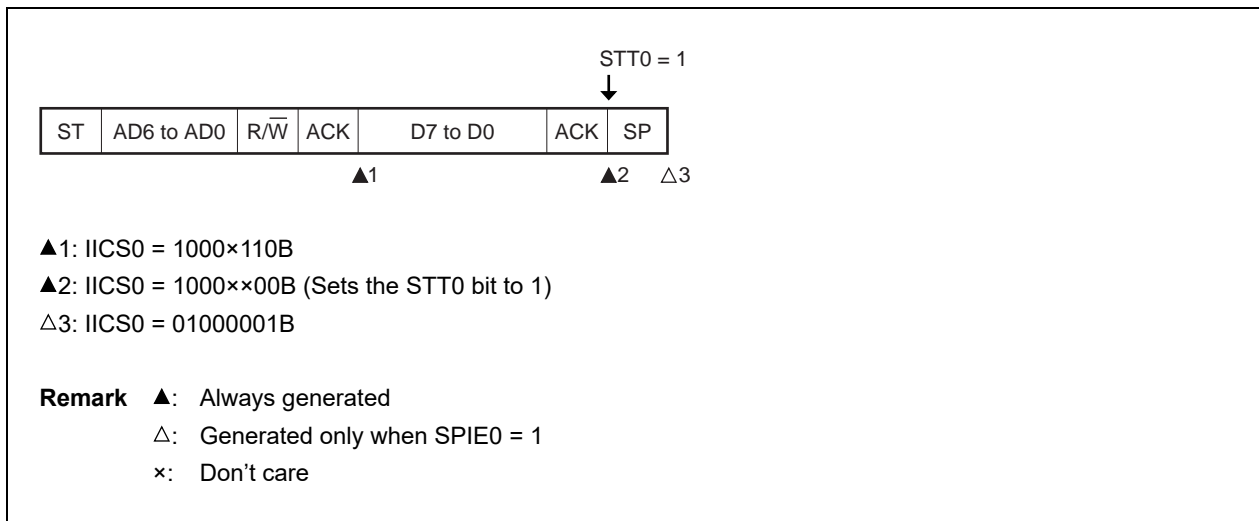 STT0 = 1
ST AD6 to AD0 R/W̅ ACK D7 to D0 ACK SP
▲1 ▲2 △3
▲1: IICS0 = 1000×110B
▲2: IICS0 = 1000××00B (Sets the STT0 bit to 1)
△3: IICS0 = 01000001B
Remark ▲: Always generated
△: Generated only when SPIE0 = 1
×: Don’t care